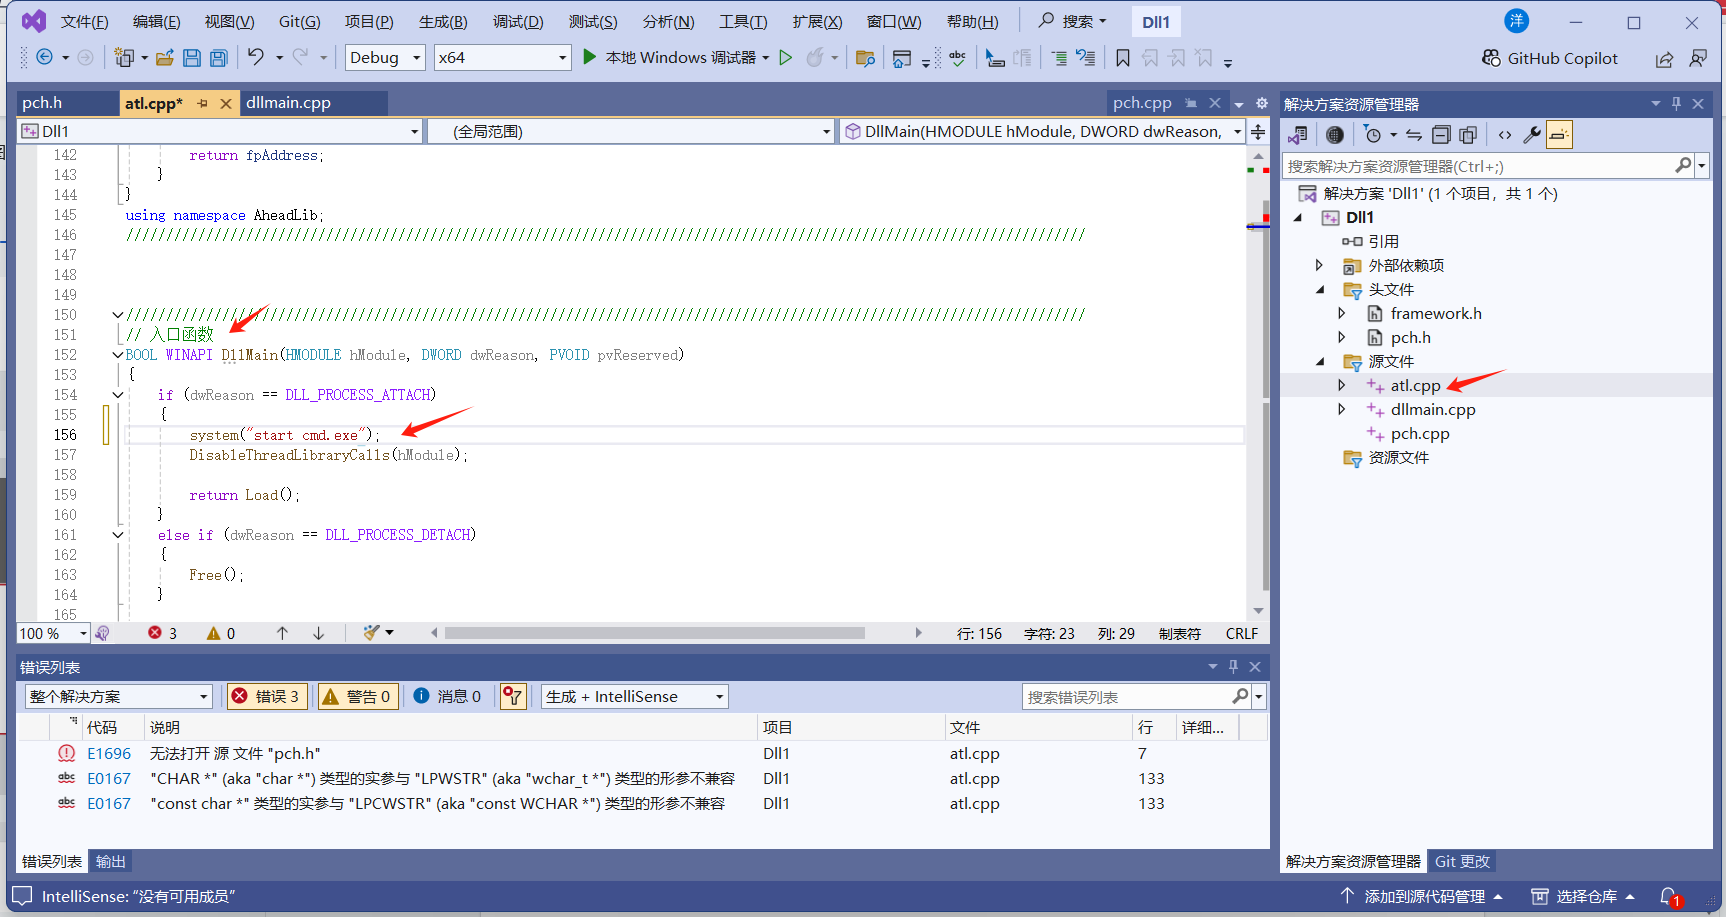 文件(F) 编辑(E) 视图(V) Git(G) 项目(P) 生成(B) 调试(D) 测试(S) 分析(N) 工具(T) 扩展(X) 窗口(W) 帮助(H) 搜索 Dll1 洋
Debug x64 本地 Windows 调试器 GitHub Copilot
pch.h atl.cpp* dllmain.cpp pch.cpp
Dll1 (全局范围) DllMain(HMODULE hModule, DWORD dwReason,
142 return fpAddress;
143 }
144 }
145 using namespace AheadLib;
146 ////////////////////////////////////////////////////////////////////////////////////////////////////////////////////////
147
148
149
150 ////////////////////////////////////////////////////////////////////////////////////////////////////////////////////////
151 // 入口函数
152 BOOL WINAPI DllMain(HMODULE hModule, DWORD dwReason, PVOID pvReserved)
153 {
154 if (dwReason == DLL_PROCESS_ATTACH)
155 {
156 system("start cmd.exe");
157 DisableThreadLibraryCalls(hModule);
158
159 return Load();
160 }
161 else if (dwReason == DLL_PROCESS_DETACH)
162 {
163 Free();
164 }
165
100 % 3 0 行: 156 字符: 23 列: 29 制表符 CRLF
错误列表
整个解决方案 错误 3 警告 0 消息 0 生成 + IntelliSense 搜索错误列表
代码 说明 项目 文件 行 详细...
E1696 无法打开 源 文件 "pch.h" Dll1 atl.cpp 7
abc E0167 "CHAR *" (aka "char *") 类型的实参与 "LPWSTR" (aka "wchar_t *") 类型的形参不兼容 Dll1 atl.cpp 133
abc E0167 "const char *" 类型的实参与 "LPCWSTR" (aka "const WCHAR *") 类型的形参不兼容 Dll1 atl.cpp 133
错误列表 输出
解决方案资源管理器
搜索解决方案资源管理器(Ctrl+;)
解决方案 'Dll1' (1 个项目，共 1 个)
Dll1
引用
外部依赖项
头文件
framework.h
pch.h
源文件
atl.cpp
dllmain.cpp
pch.cpp
资源文件
解决方案资源管理器 Git 更改
IntelliSense: “没有可用成员” 添加到源代码管理 选择仓库 1